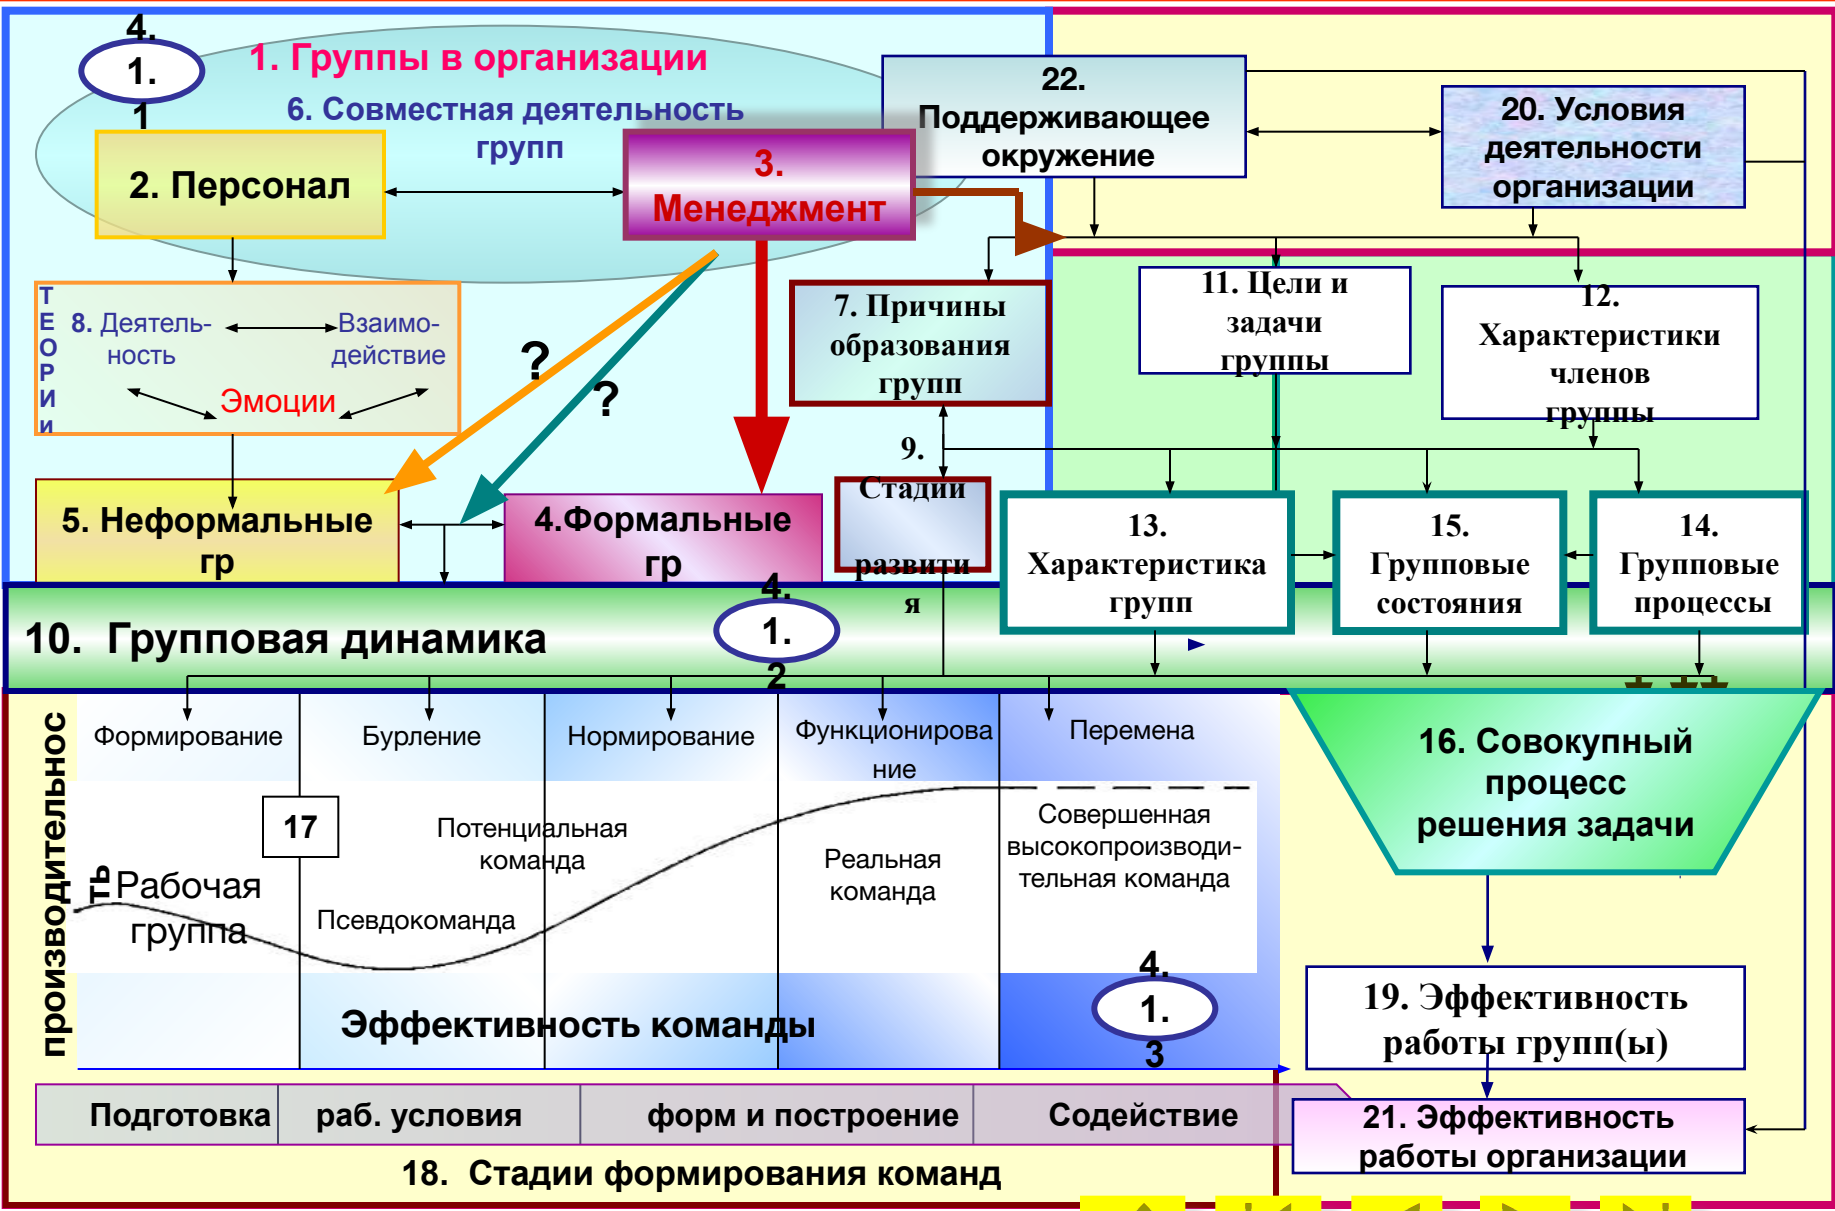 4.
1.
1
1. Группы в организации
6. Совместная деятельность
групп
2. Персонал
3.
Менеджмент
22.
Поддерживающее
окружение
20. Условия
деятельности
организации
ТЕОРИИ
8. Деятель-
ность
Взаимо-
действие
Эмоции
?
?
7. Причины
образования
групп
11. Цели и
задачи
группы
12.
Характеристики
членов
группы
5. Неформальные
гр
4.Формальные
гр
9.
Стадии
развити
я
13.
Характеристика
групп
15.
Групповые
состояния
14.
Групповые
процессы
10. Групповая динамика
4.
1.
2
производительнос
ть
Формирование
Бурление
Нормирование
Функционирова
ние
Перемена
17
Рабочая
группа
Псевдокоманда
Потенциальная
команда
Реальная
команда
Совершенная
высокопроизводи-
тельная команда
4.
1.
3
Эффективность команды
16. Совокупный
процесс
решения задачи
19. Эффективность
работы групп(ы)
21. Эффективность
работы организации
Подготовка
раб. условия
форм и построение
Содействие
18. Стадии формирования команд